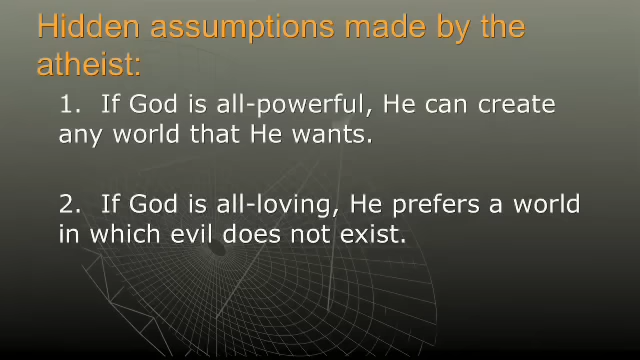 Hidden assumptions made by the
atheist:
1. If God is all-powerful, He can create
any world that He wants.
2. If God is all-loving, He prefers a world
in which evil does not exist.